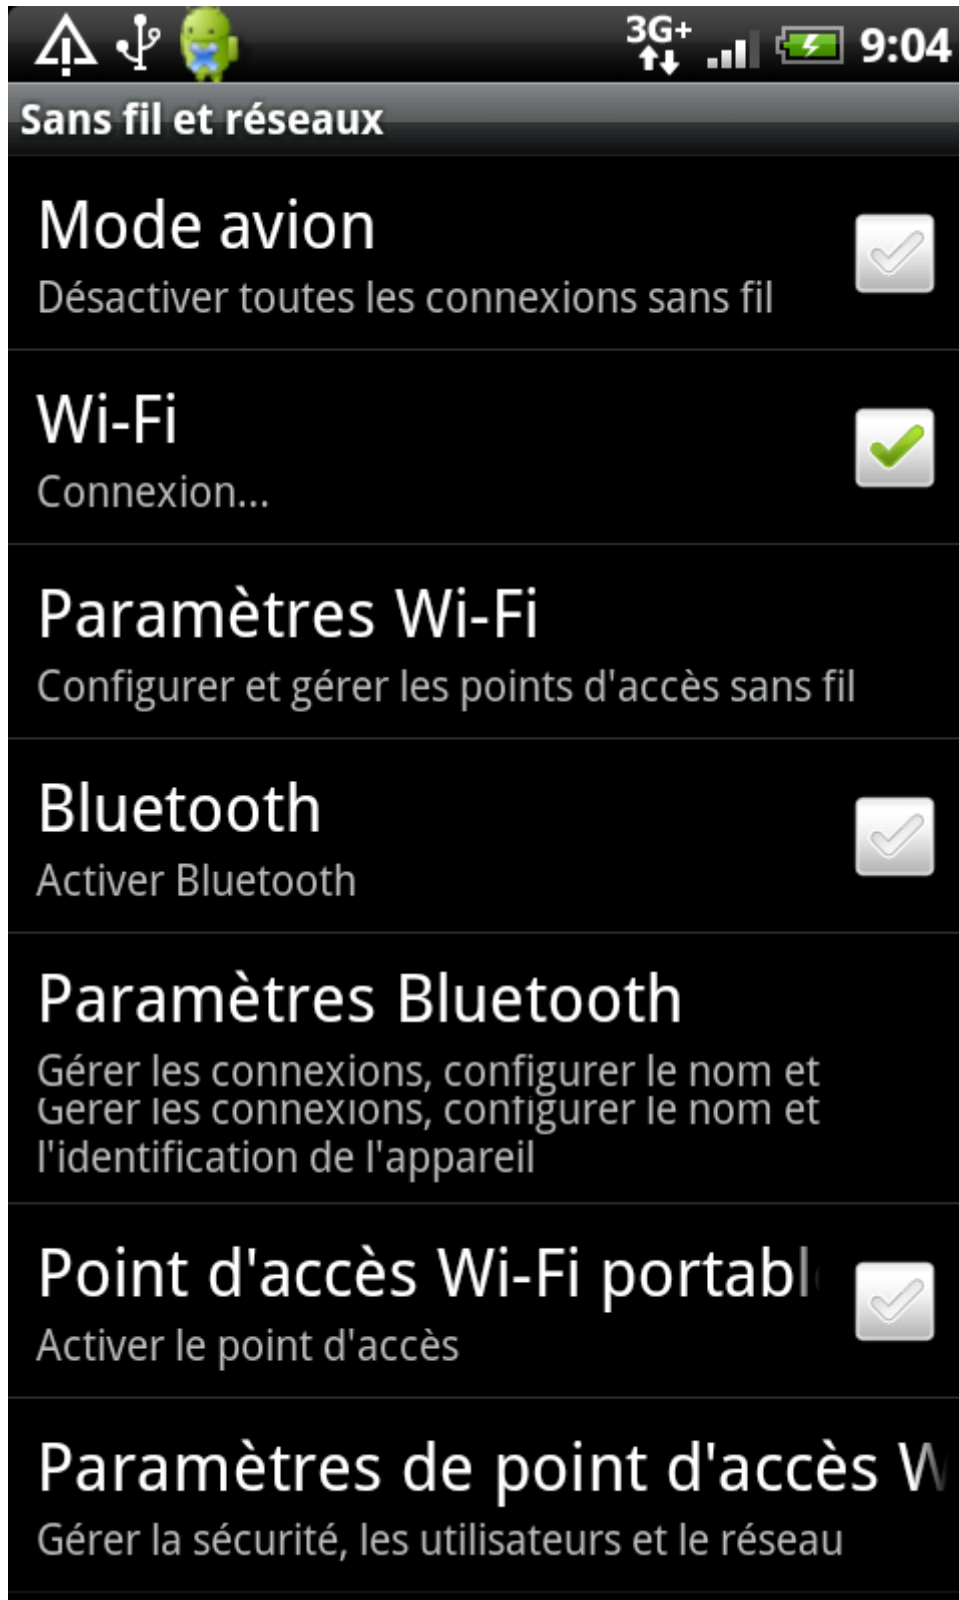 3G+ 9:04
Sans fil et réseaux
Mode avion
Désactiver toutes les connexions sans fil
Wi-Fi
Connexion...
Paramètres Wi-Fi
Configurer et gérer les points d'accès sans fil
Bluetooth
Activer Bluetooth
Paramètres Bluetooth
Gérer les connexions, configurer le nom et
Gérer les connexions, configurer le nom et
l'identification de l'appareil
Point d'accès Wi-Fi portabl
Activer le point d'accès
Paramètres de point d'accès W
Gérer la sécurité, les utilisateurs et le réseau